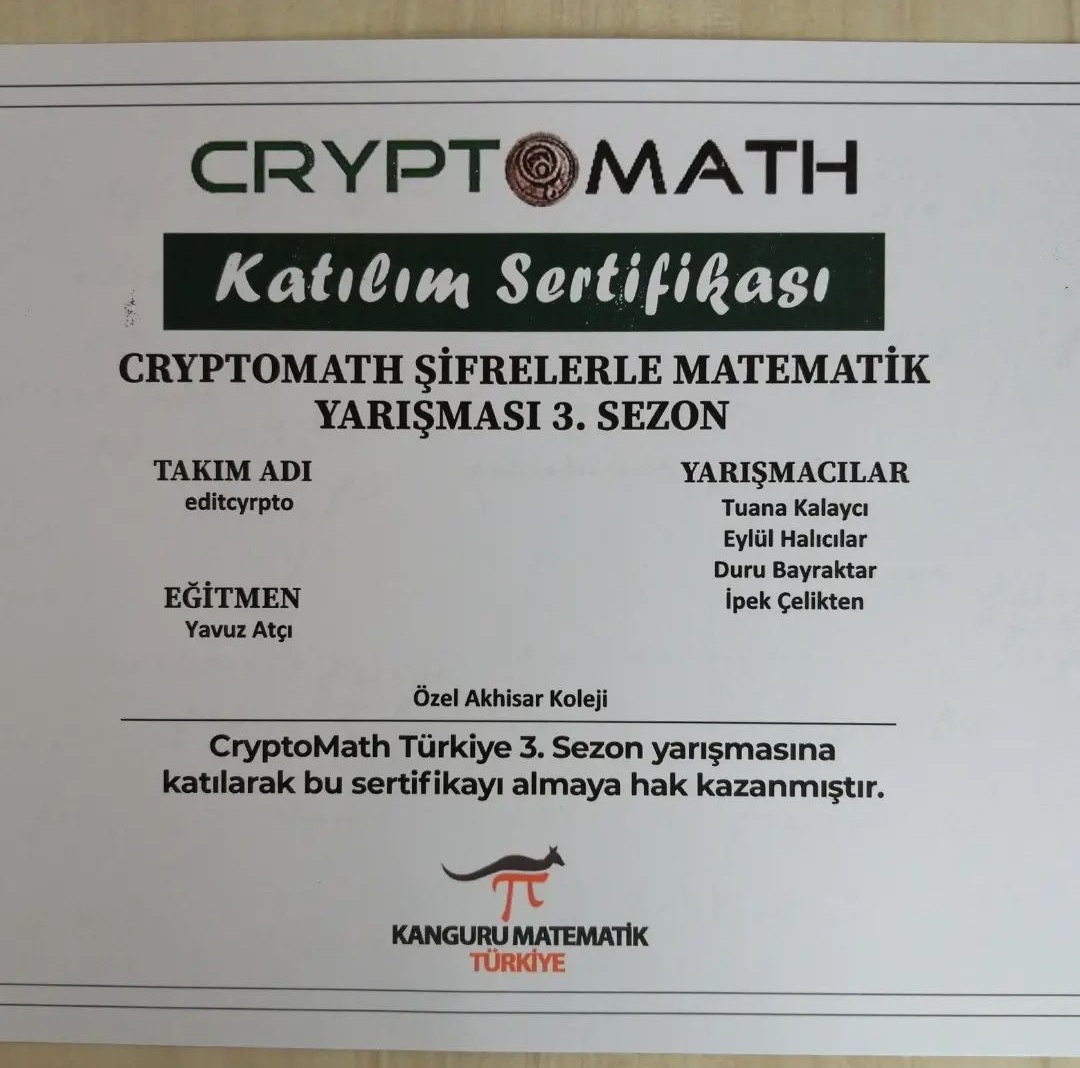 CRYPTOMATH
Katılım Sertifikası
CRYPTOMATH ŞİFRELERLE MATEMATİK
YARIŞMASI 3. SEZON
TAKIM ADI
editcyrpto
EĞİTMEN
Yavuz Atçı
YARIŞMACILAR
Tuana Kalaycı
Eylül Halıcılar
Duru Bayraktar
İpek Çelikten
Özel Akhisar Koleji
CryptoMath Türkiye 3. Sezon yarışmasına
katılarak bu sertifikayı almaya hak kazanmıştır.
KANGURU MATEMATİK
TÜRKİYE